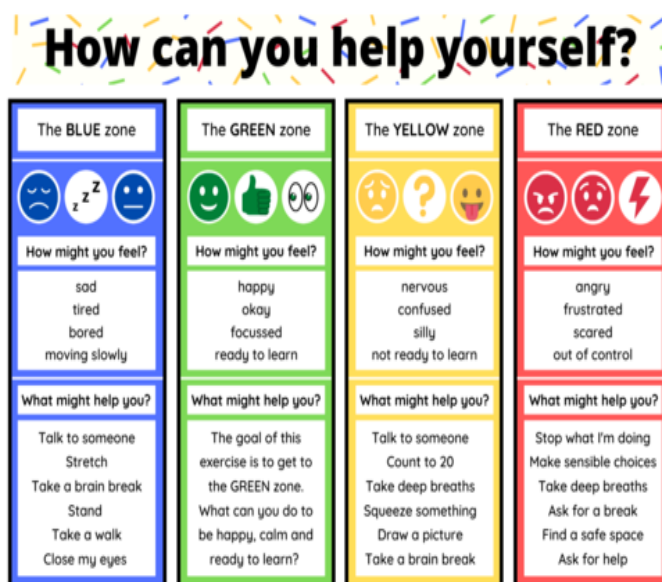 How can you help yourself?
The BLUE zone
z z Z
How might you feel?
sad
tired
bored
moving slowly
What might help you?
Talk to someone
Stretch
Take a brain break
Stand
Take a walk
Close my eyes
The GREEN zone
How might you feel?
happy
okay
focussed
ready to learn
What might help you?
The goal of this
exercise is to get to
the GREEN zone.
What can you do to
be happy, calm and
ready to learn?
The YELLOW zone
?
How might you feel?
nervous
confused
silly
not ready to learn
What might help you?
Talk to someone
Count to 20
Take deep breaths
Squeeze something
Draw a picture
Take a brain break
The RED zone
How might you feel?
angry
frustrated
scared
out of control
What might help you?
Stop what I'm doing
Make sensible choices
Take deep breaths
Ask for a break
Find a safe space
Ask for help